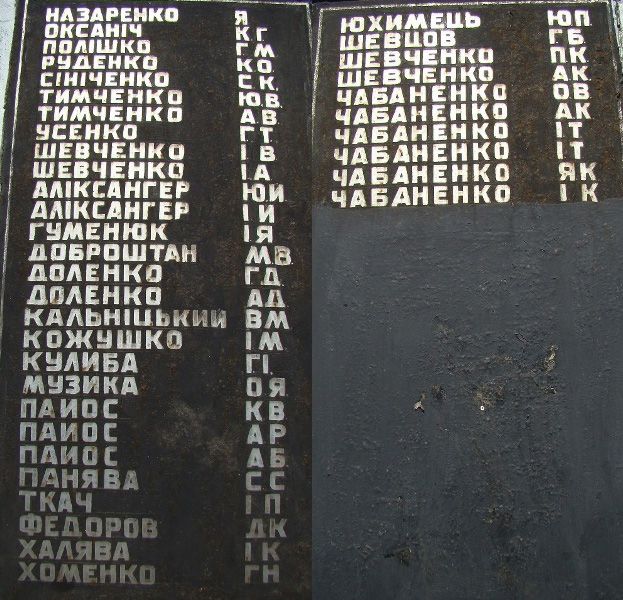 НАЗАРЕНКО Я
ОКСАНІЧ К Г
ПОЛІШКО Г М
РУДЕНКО К О
СІНІЧЕНКО С. К.
ТИМЧЕНКО Ю. В.
ТИМЧЕНКО А В
УСЕНКО Г Т
ШЕВЧЕНКО І В
ШЕВЧЕНКО І А
АЛІКСАНГЕР Ю. И
АЛІКСАНГЕР І И
ГУМЕНЮК І Я
ДОБРОШТАН М. В.
ДОЛЕНКО Г Д
ДОЛЕНКО А Д
КАЛЬНІЦЬКИЙ В М
КОЖУШКО І М
КУЛИБА Г І.
МУЗИКА О Я
ПАИОС К В
ПАИОС А Р
ПАИОС А Б
ПАНЯВА С С
ТКАЧ І П
ФЕДОРОВ Д К
ХАЛЯВА І К
ХОМЕНКО Г Н
ЮХИМЕЦЬ Ю П.
ШЕВЦОВ Г Б
ШЕВЧЕНКО П К
ШЕВЧЕНКО А К
ЧАБАНЕНКО О В
ЧАБАНЕНКО А К
ЧАБАНЕНКО І Т
ЧАБАНЕНКО І Т
ЧАБАНЕНКО Я К
ЧАБАНЕНКО І К